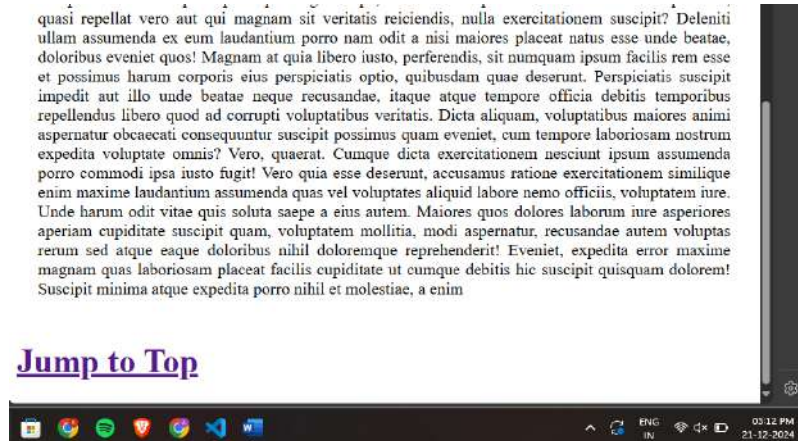 quasi repellat vero aut qui magnam sit veritatis reiciendis, nulla exercitationem suscipit? Deleniti
ullam assumenda ex eum laudantium porro nam odit a nisi maiores placeat natus esse unde beatae,
doloribus eveniet quos! Magnam at quia libero iusto, perferendis, sit numquam ipsum facilis rem esse
et possimus harum corporis eius perspiciatis optio, quibusdam quae deserunt. Perspiciatis suscipit
impedit aut illo unde beatae neque recusandae, itaque atque tempore officia debitis temporibus
repellendus libero quod ad corrupti voluptatibus veritatis. Dicta aliquam, voluptatibus maiores animi
aspernatur obcaecati consequuntur suscipit possimus quam eveniet, cum tempore laboriosam nostrum
expedita voluptate omnis? Vero, quaerat. Cumque dicta exercitationem nesciunt ipsum assumenda
porro commodi ipsa iusto fugit! Vero quia esse deserunt, accusamus ratione exercitationem similique
enim maxime laudantium assumenda quas vel voluptates aliquid labore nemo officiis, voluptatem iure.
Unde harum odit vitae quis soluta saepe a eius autem. Maiores quos dolores laborum iure asperiores
aperiam cupiditate suscipit quam, voluptatem mollitia, modi aspernatur, recusandae autem voluptas
rerum sed atque eaque doloribus nihil doloremque reprehenderit! Eveniet, expedita error maxime
magnam quas laboriosam placeat facilis cupiditate ut cumque debitis hic suscipit quisquam dolorem!
Suscipit minima atque expedita porro nihil et molestiae, a enim
Jump to Top
ENG
IN
03:12 PM
21-12-2024